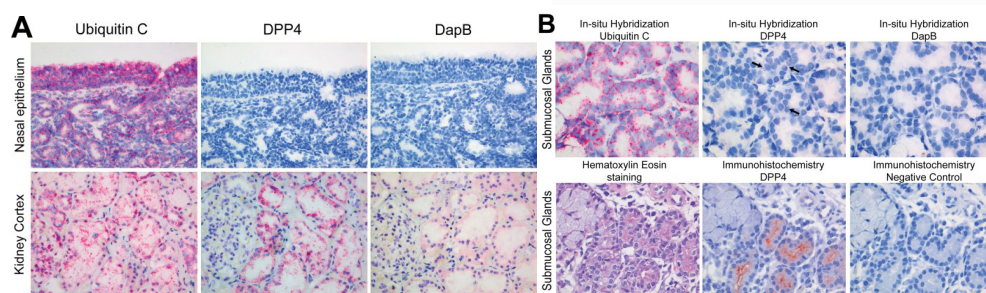 A
Ubiquitin C
DPP4
DapB
Nasal epithelium
Kidney Cortex
B
In-situ Hybridization
Ubiquitin C
In-situ Hybridization
DPP4
In-situ Hybridization
DapB
Submucosal Glands
Hematoxylin Eosin
staining
Immunohistochemistry
DPP4
Immunohistochemistry
Negative Control
Submucosal Glands